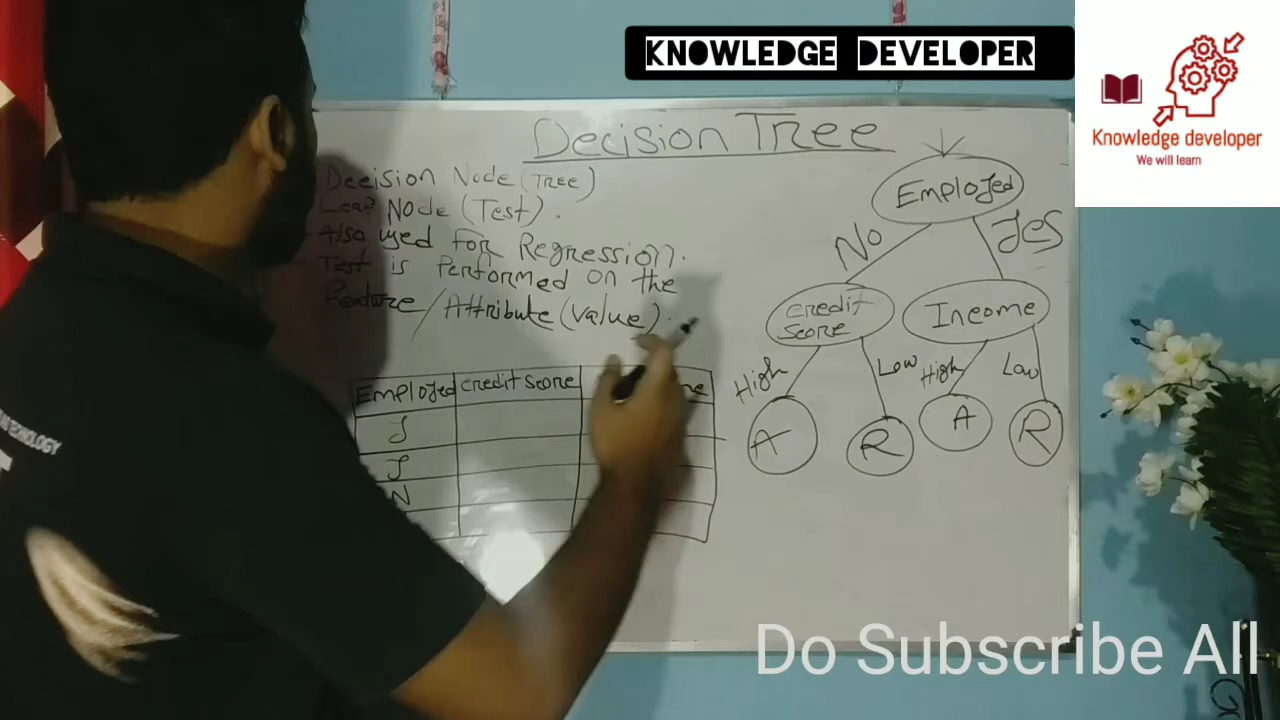 KNOWLEDGE DEVELOPER
Knowledge developer
We will learn
Decision Tree
Decision Node (Tree)
Leaf Node (Test).
Also used for Regression.
Test is Performed on the
Feature / Attribute (value).
Employed
No
Yes
credit
score
Income
High
Low
High
Low
A
R
A
R
Employed credit score
Y
Y
N
Do Subscribe All